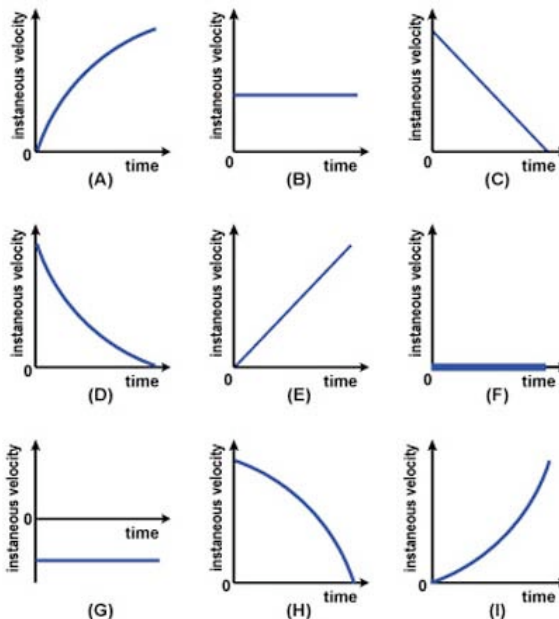 instaneous velocity
0
time
(A)
instaneous velocity
0
time
(B)
instaneous velocity
0
time
(C)
instaneous velocity
0
time
(D)
instaneous velocity
0
time
(E)
instaneous velocity
0
time
(F)
instaneous velocity
0
time
(G)
instaneous velocity
0
time
(H)
instaneous velocity
0
time
(I)